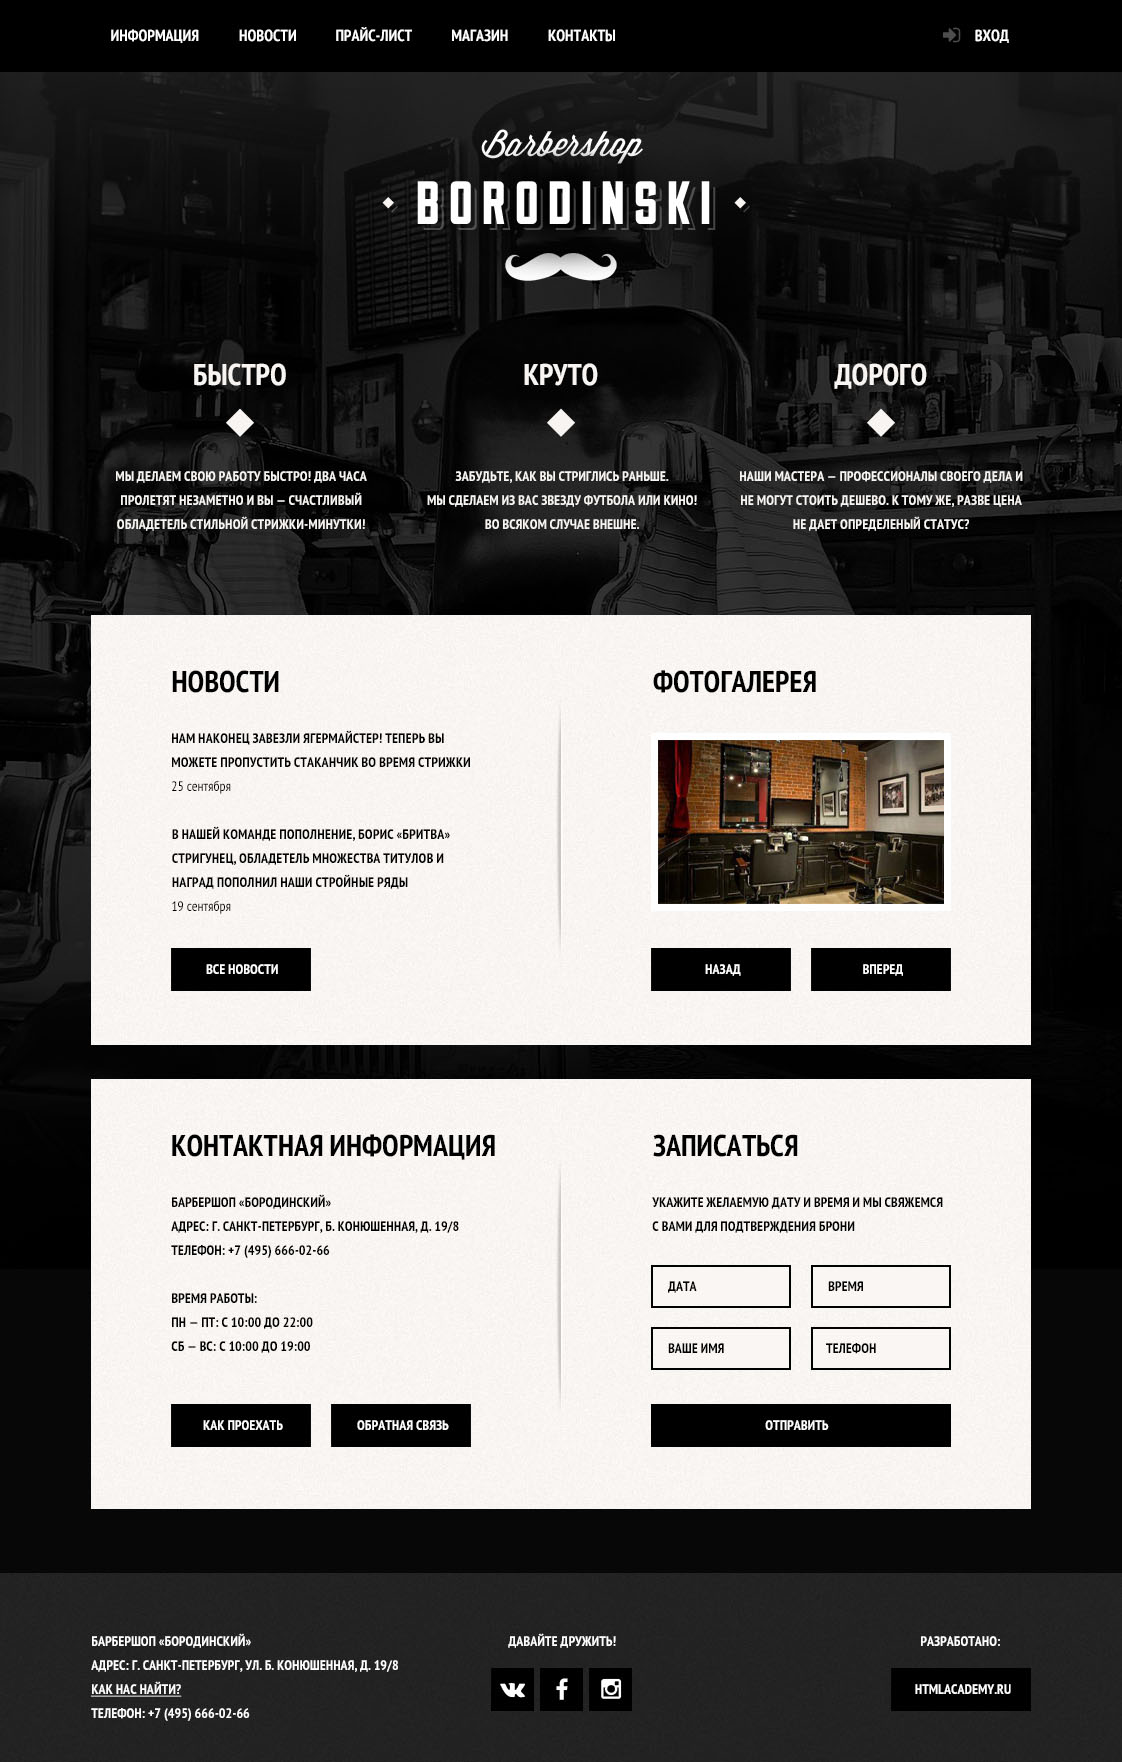 ИНФОРМАЦИЯ НОВОСТИ ПРАЙС-ЛИСТ МАГАЗИН КОНТАКТЫ ВХОД
Barbershop
BORODINSKI
БЫСТРО
МЫ ДЕЛАЕМ СВОЮ РАБОТУ БЫСТРО! ДВА ЧАСА
ПРОЛЕТЯТ НЕЗАМЕТНО И ВЫ — СЧАСТЛИВЫЙ
ОБЛАДАТЕЛЬ СТИЛЬНОЙ СТРИЖКИ-МИНУТКИ!
КРУТО
ЗАБУДЬТЕ, КАК ВЫ СТРИГЛИСЬ РАНЬШЕ.
МЫ СДЕЛАЕМ ИЗ ВАС ЗВЕЗДУ ФУТБОЛА ИЛИ КИНО!
ВО ВСЯКОМ СЛУЧАЕ ВНЕШНЕ.
ДОРОГО
НАШИ МАСТЕРА — ПРОФЕССИОНАЛЫ СВОЕГО ДЕЛА И
НЕ МОГУТ СТОИТЬ ДЕШЕВО. К ТОМУ ЖЕ, РАЗВЕ ЦЕНА
НЕ ДАЕТ ОПРЕДЕЛЕНЫЙ СТАТУС?
НОВОСТИ
НАМ НАКОНЕЦ ЗАВЕЗЛИ ЯГЕРМАЙСТЕР! ТЕПЕРЬ ВЫ
МОЖЕТЕ ПРОПУСТИТЬ СТАКАНЧИК ВО ВРЕМЯ СТРИЖКИ
25 сентября
В НАШЕЙ КОМАНДЕ ПОПОЛНЕНИЕ, БОРИС «БРИТВА»
СТРИГУНЕЦ, ОБЛАДЕТЕЛЬ МНОЖЕСТВА ТИТУЛОВ И
НАГРАД ПОПОЛНИЛ НАШИ СТРОЙНЫЕ РЯДЫ
19 сентября
ВСЕ НОВОСТИ
ФОТОГАЛЕРЕЯ
НАЗАД ВПЕРЕД
КОНТАКТНАЯ ИНФОРМАЦИЯ
БАРБЕРШОП «БОРОДИНСКИЙ»
АДРЕС: Г. САНКТ-ПЕТЕРБУРГ, Б. КОНЮШЕННАЯ, Д. 19/8
ТЕЛЕФОН: +7 (495) 666-02-66
ВРЕМЯ РАБОТЫ:
ПН — ПТ: С 10:00 ДО 22:00
СБ — ВС: С 10:00 ДО 19:00
КАК ПРОЕХАТЬ ОБРАТНАЯ СВЯЗЬ
ЗАПИСАТЬСЯ
УКАЖИТЕ ЖЕЛАЕМУЮ ДАТУ И ВРЕМЯ И МЫ СВЯЖЕМСЯ
С ВАМИ ДЛЯ ПОДТВЕРЖДЕНИЯ БРОНИ
ДАТА ВРЕМЯ
ВАШЕ ИМЯ ТЕЛЕФОН
ОТПРАВИТЬ
БАРБЕРШОП «БОРОДИНСКИЙ»
АДРЕС: Г. САНКТ-ПЕТЕРБУРГ, УЛ. Б. КОНЮШЕННАЯ, Д. 19/8
КАК НАС НАЙТИ?
ТЕЛЕФОН: +7 (495) 666-02-66
ДАВАЙТЕ ДРУЖИТЬ!
РАЗРАБОТАНО:
HTMLACADEMY.RU